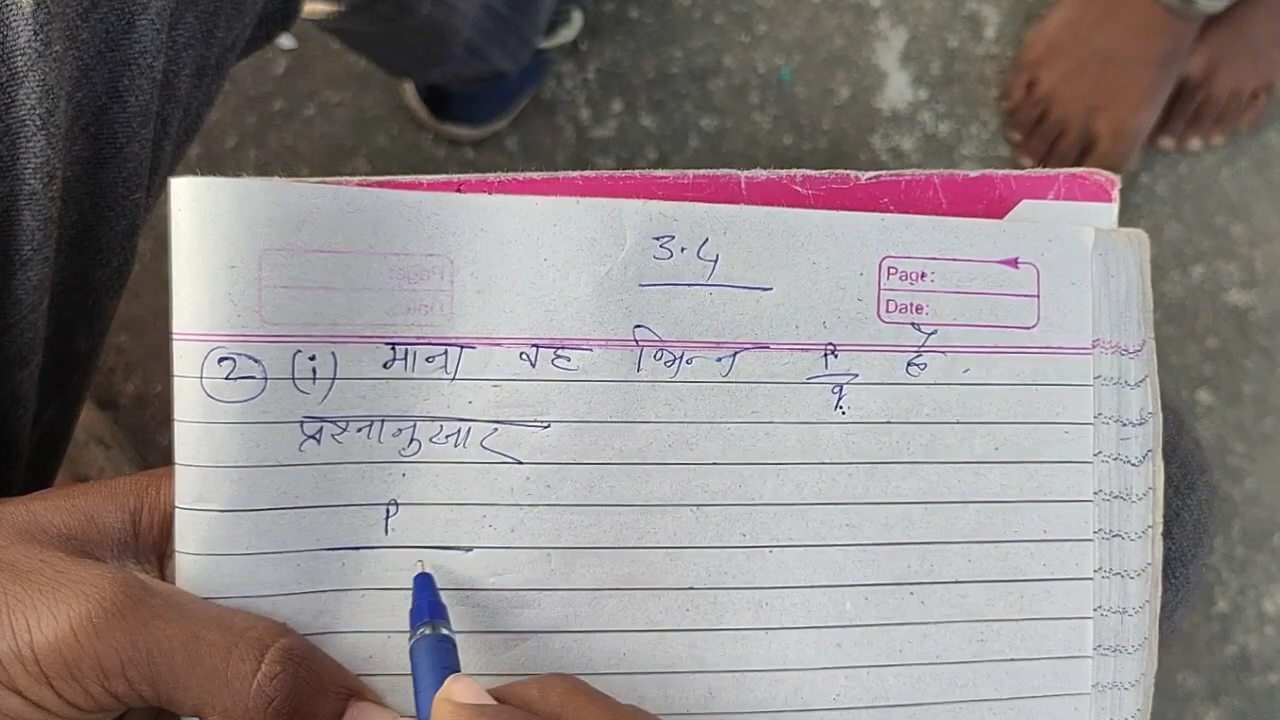 3.4
Page:
Date:
② (i) माना वह भिन्न p/q है.
प्रश्नानुसार
p